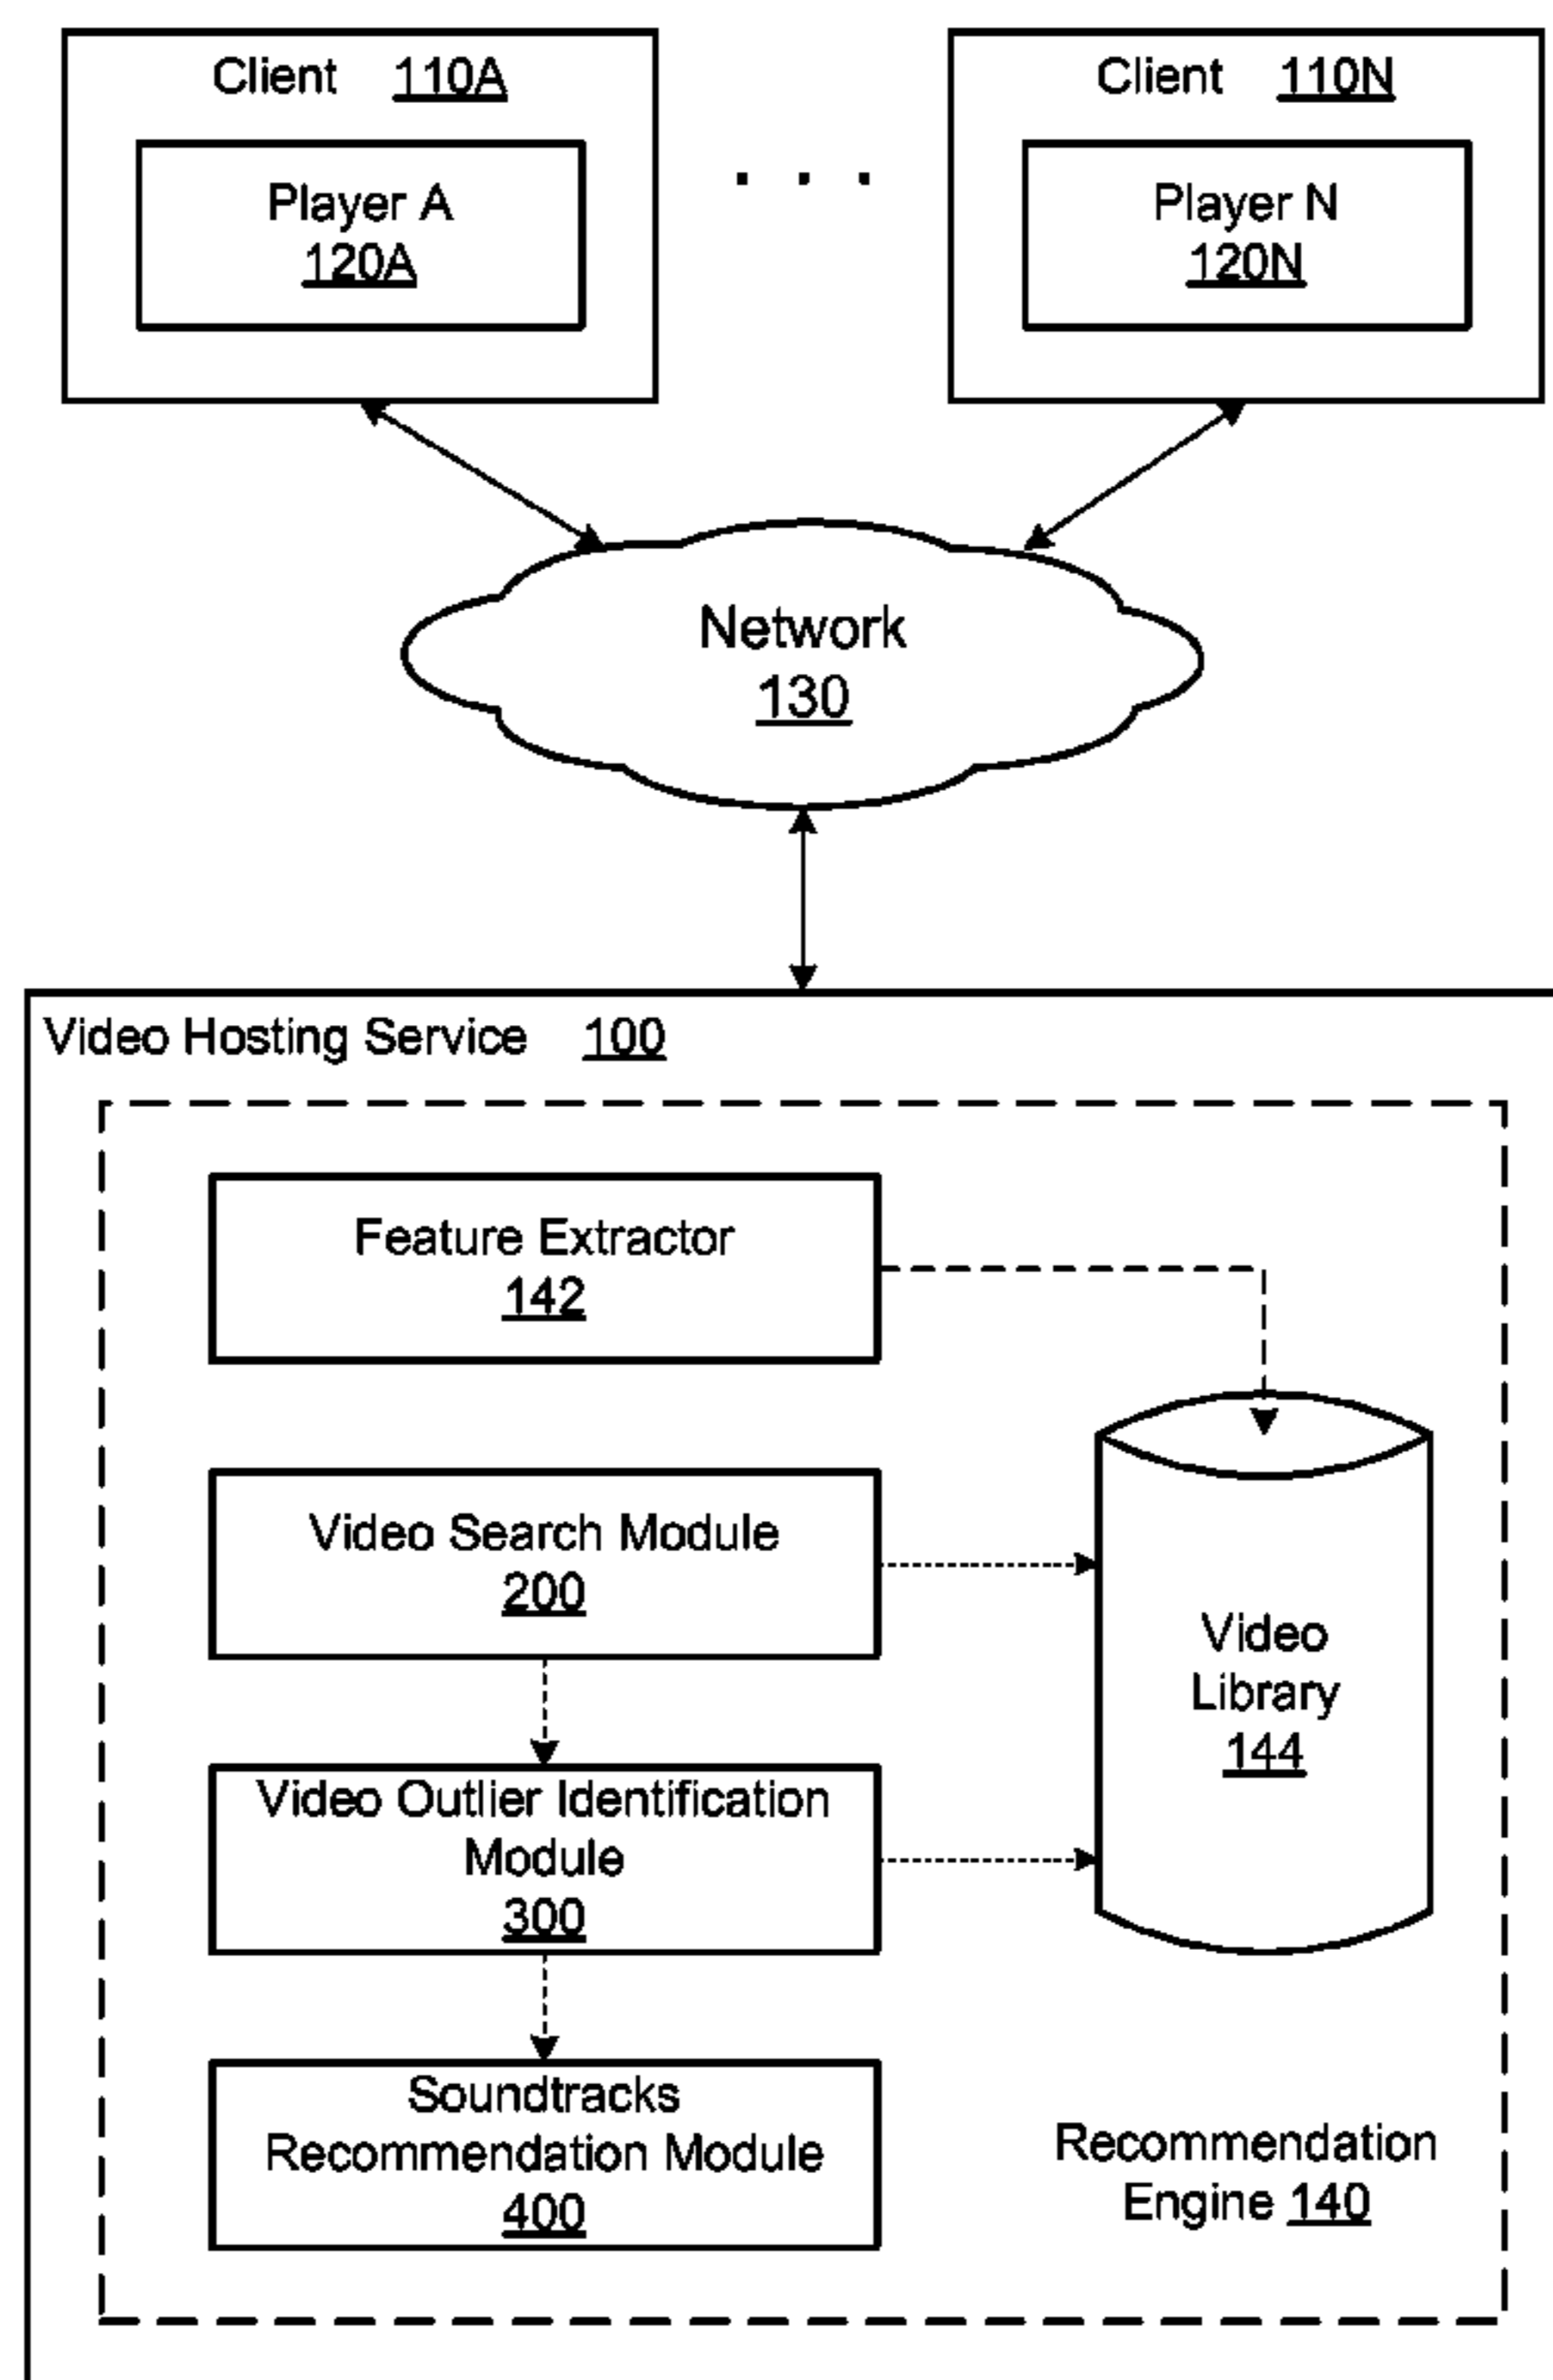 Client 110A
Player A
120A
. . .
Client 110N
Player N
120N
Network
130
Video Hosting Service 100
Feature Extractor
142
Video Search Module
200
Video Outlier Identification
Module
300
Soundtracks
Recommendation Module
400
Video
Library
144
Recommendation
Engine 140